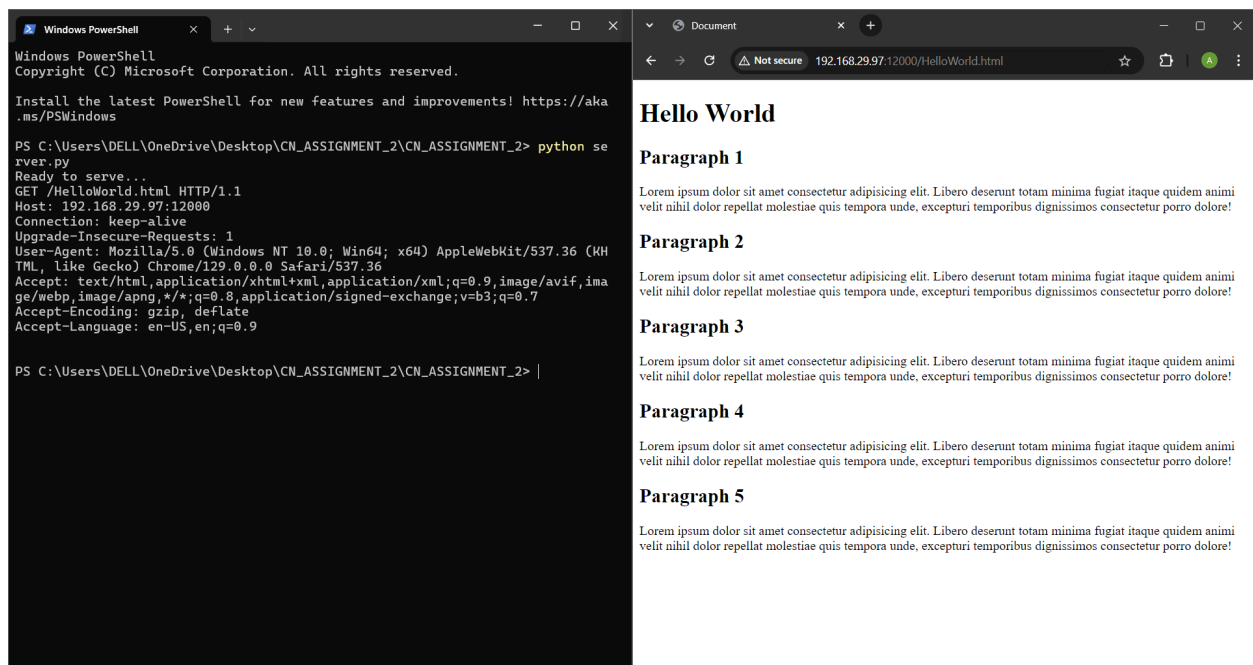 Windows PowerShell
Windows PowerShell
Copyright (C) Microsoft Corporation. All rights reserved.
Install the latest PowerShell for new features and improvements! https://aka
.ms/PSWindows
PS C:\Users\DELL\OneDrive\Desktop\CN_ASSIGNMENT_2\CN_ASSIGNMENT_2> python se
rver.py
Ready to serve...
GET /HelloWorld.html HTTP/1.1
Host: 192.168.29.97:12000
Connection: keep-alive
Upgrade-Insecure-Requests: 1
User-Agent: Mozilla/5.0 (Windows NT 10.0; Win64; x64) AppleWebKit/537.36 (KH
TML, like Gecko) Chrome/129.0.0.0 Safari/537.36
Accept: text/html,application/xhtml+xml,application/xml;q=0.9,image/avif,ima
ge/webp,image/apng,*/*;q=0.8,application/signed-exchange;v=b3;q=0.7
Accept-Encoding: gzip, deflate
Accept-Language: en-US,en;q=0.9
PS C:\Users\DELL\OneDrive\Desktop\CN_ASSIGNMENT_2\CN_ASSIGNMENT_2>
Document
Not secure 192.168.29.97:12000/HelloWorld.html
A
Hello World
Paragraph 1
Lorem ipsum dolor sit amet consectetur adipisicing elit. Libero deserunt totam minima fugiat itaque quidem animi
velit nihil dolor repellat molestiae quis tempora unde, excepturi temporibus dignissimos consectetur porro dolore!
Paragraph 2
Lorem ipsum dolor sit amet consectetur adipisicing elit. Libero deserunt totam minima fugiat itaque quidem animi
velit nihil dolor repellat molestiae quis tempora unde, excepturi temporibus dignissimos consectetur porro dolore!
Paragraph 3
Lorem ipsum dolor sit amet consectetur adipisicing elit. Libero deserunt totam minima fugiat itaque quidem animi
velit nihil dolor repellat molestiae quis tempora unde, excepturi temporibus dignissimos consectetur porro dolore!
Paragraph 4
Lorem ipsum dolor sit amet consectetur adipisicing elit. Libero deserunt totam minima fugiat itaque quidem animi
velit nihil dolor repellat molestiae quis tempora unde, excepturi temporibus dignissimos consectetur porro dolore!
Paragraph 5
Lorem ipsum dolor sit amet consectetur adipisicing elit. Libero deserunt totam minima fugiat itaque quidem animi
velit nihil dolor repellat molestiae quis tempora unde, excepturi temporibus dignissimos consectetur porro dolore!